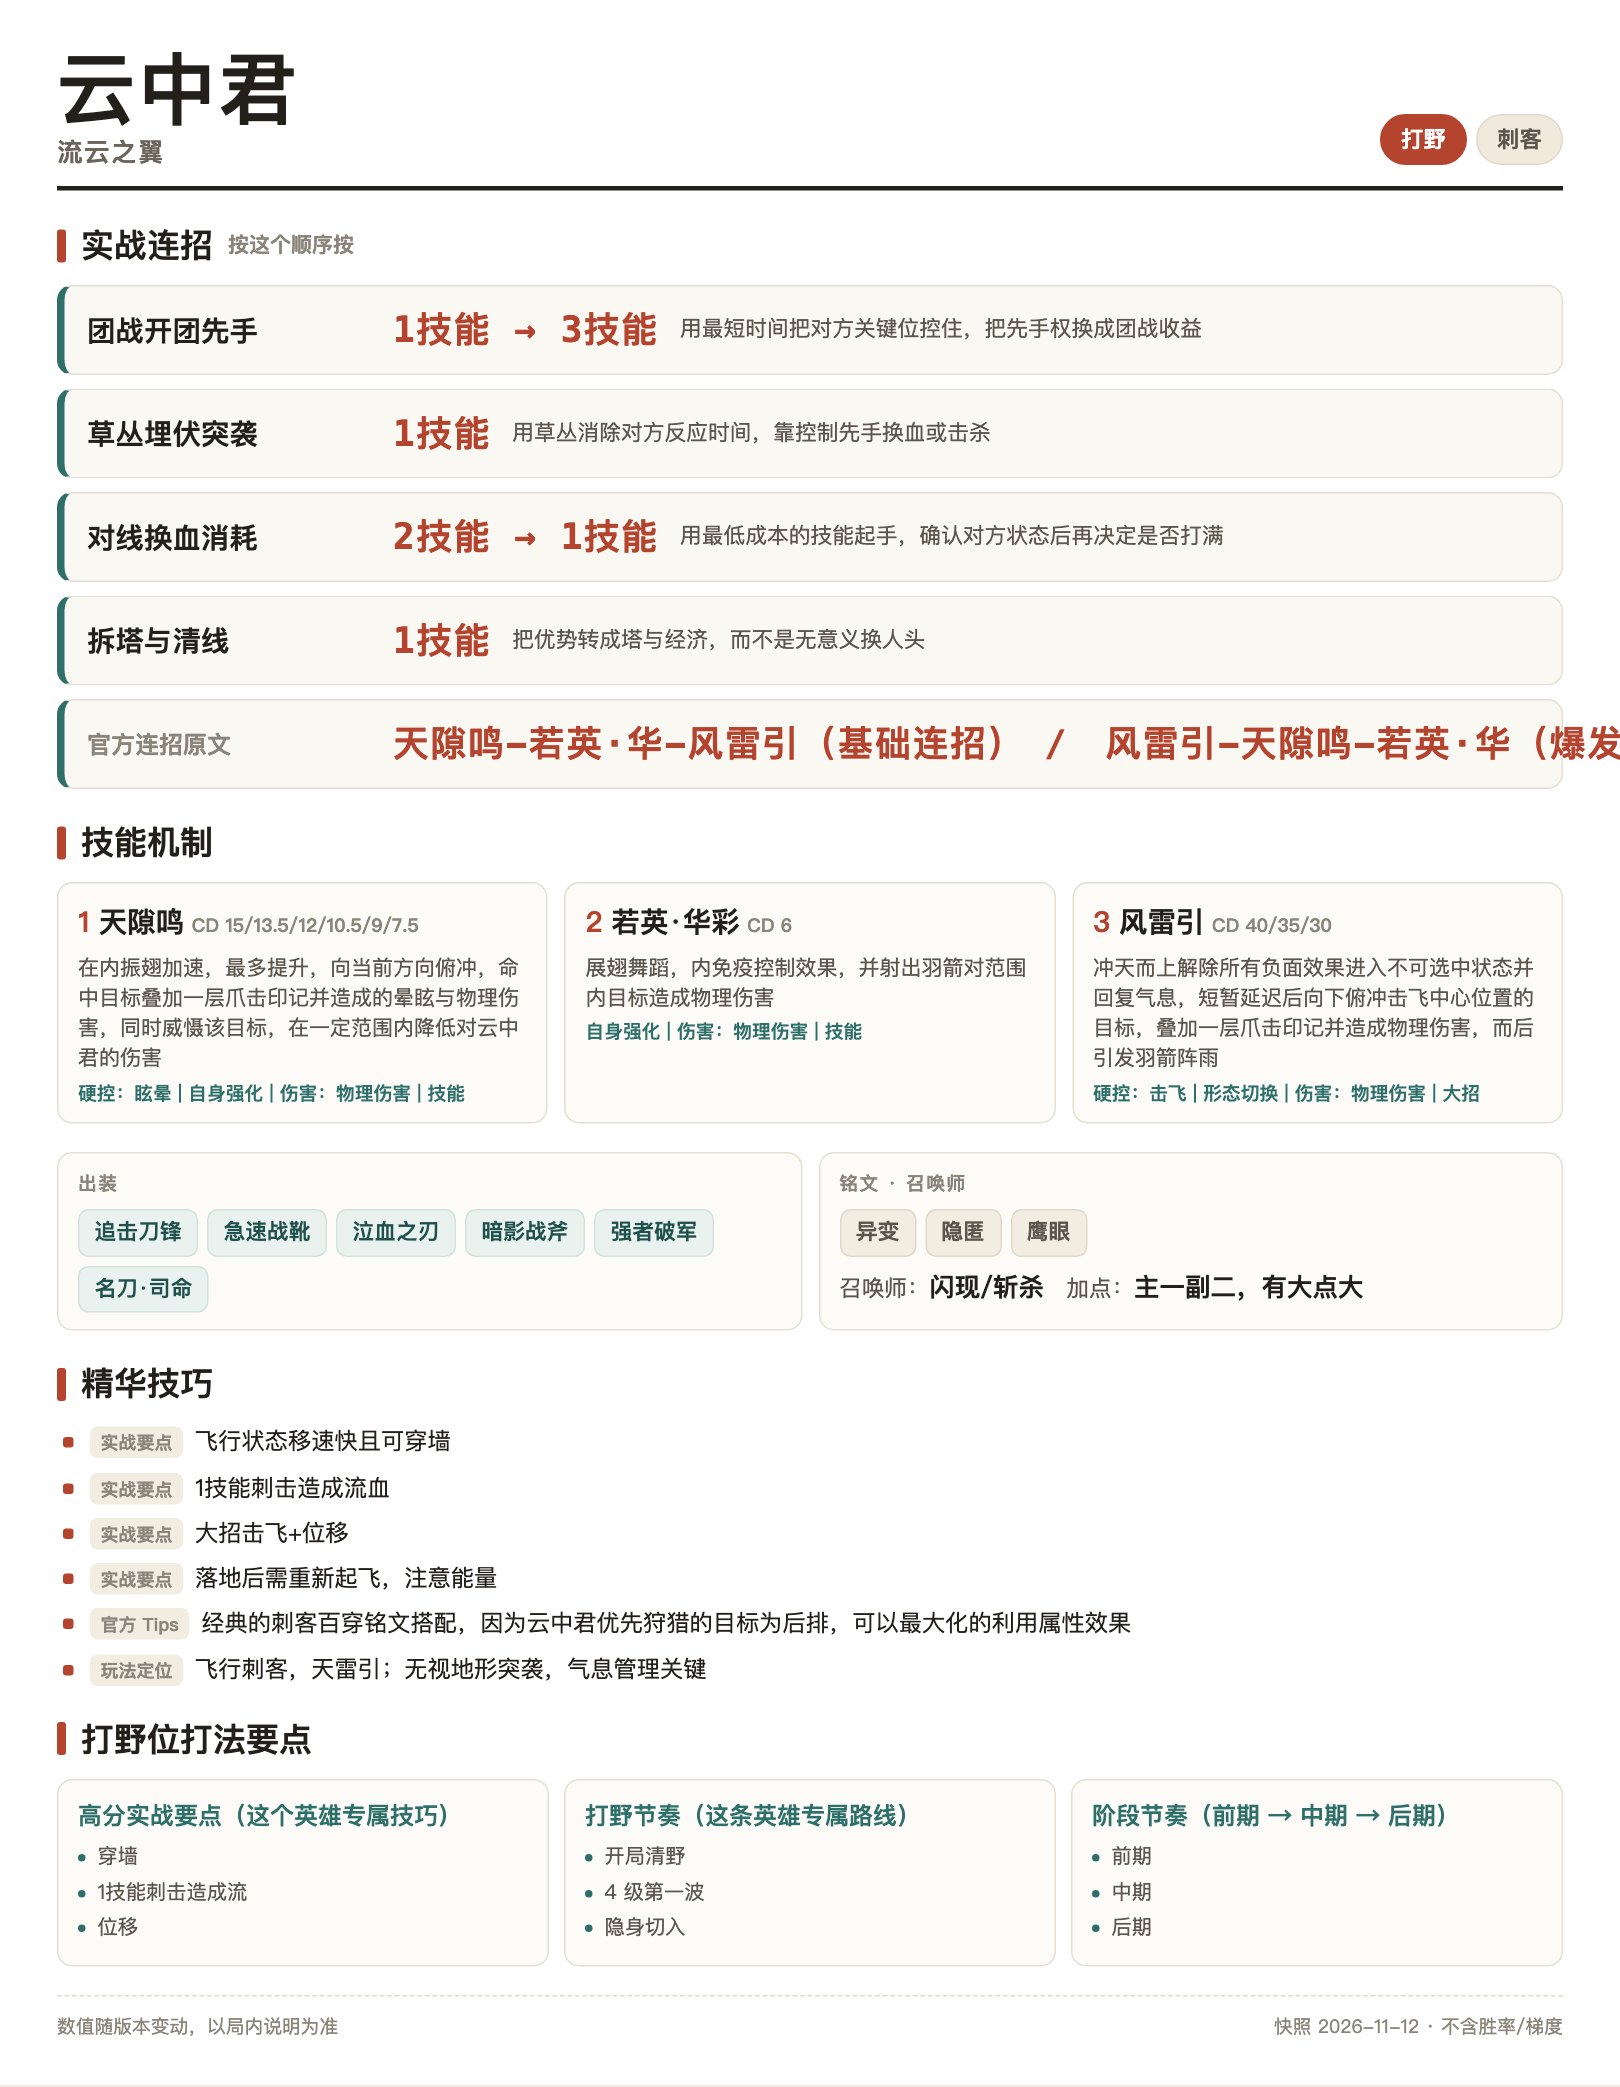 云中君
流云之翼
打野 刺客
实战连招 按这个顺序按
团战开团先手 1技能 → 3技能 用最短时间把对方关键位控住，把先手权换成团战收益
草丛埋伏突袭 1技能 用草丛消除对方反应时间，靠控制先手换血或击杀
对线换血消耗 2技能 → 1技能 用最低成本的技能起手，确认对方状态后再决定是否打满
拆塔与清线 1技能 把优势转成塔与经济，而不是无意义换人头
官方连招原文 天隙鸣–若英·华–风雷引（基础连招） / 风雷引–天隙鸣–若英·华（爆发
技能机制
1 天隙鸣 CD 15/13.5/12/10.5/9/7.5
在内振翅加速，最多提升，向当前方向俯冲，命
中目标叠加一层爪击印记并造成的晕眩与物理伤
害，同时威慑该目标，在一定范围内降低对云中
君的伤害
硬控：眩晕 | 自身强化 | 伤害：物理伤害 | 技能
2 若英·华彩 CD 6
展翅舞蹈，内免疫控制效果，并射出羽箭对范围
内目标造成物理伤害
自身强化 | 伤害：物理伤害 | 技能
3 风雷引 CD 40/35/30
冲天而上解除所有负面效果进入不可选中状态并
回复气息，短暂延迟后向下俯冲击飞中心位置的
目标，叠加一层爪击印记并造成物理伤害，而后
引发羽箭阵雨
硬控：击飞 | 形态切换 | 伤害：物理伤害 | 大招
出装
追击刀锋 急速战靴 泣血之刃 暗影战斧 强者破军
名刀·司命
铭文 · 召唤师
异变 隐匿 鹰眼
召唤师：闪现/斩杀 加点：主一副二，有大点大
精华技巧
实战要点 飞行状态移速快且可穿墙
实战要点 1技能刺击造成流血
实战要点 大招击飞+位移
实战要点 落地后需重新起飞，注意能量
官方 Tips 经典的刺客百穿铭文搭配，因为云中君优先狩猎的目标为后排，可以最大化的利用属性效果
玩法定位 飞行刺客，天雷引；无视地形突袭，气息管理关键
打野位打法要点
高分实战要点（这个英雄专属技巧）
穿墙
1技能刺击造成流
位移
打野节奏（这条英雄专属路线）
开局清野
4 级第一波
隐身切入
阶段节奏（前期 → 中期 → 后期）
前期
中期
后期
数值随版本变动，以局内说明为准
快照 2026–11–12 · 不含胜率/梯度